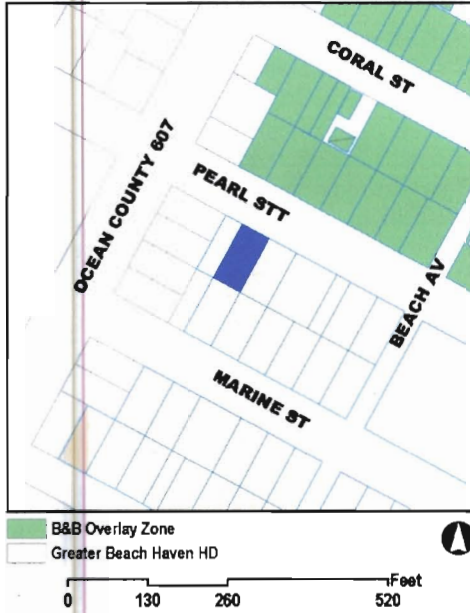 CORAL ST
OCEAN COUNTY 607
PEARL STT
BEACH AV
MARINE ST
B&B Overlay Zone
Greater Beach Haven HD
Feet
0 130 260 520